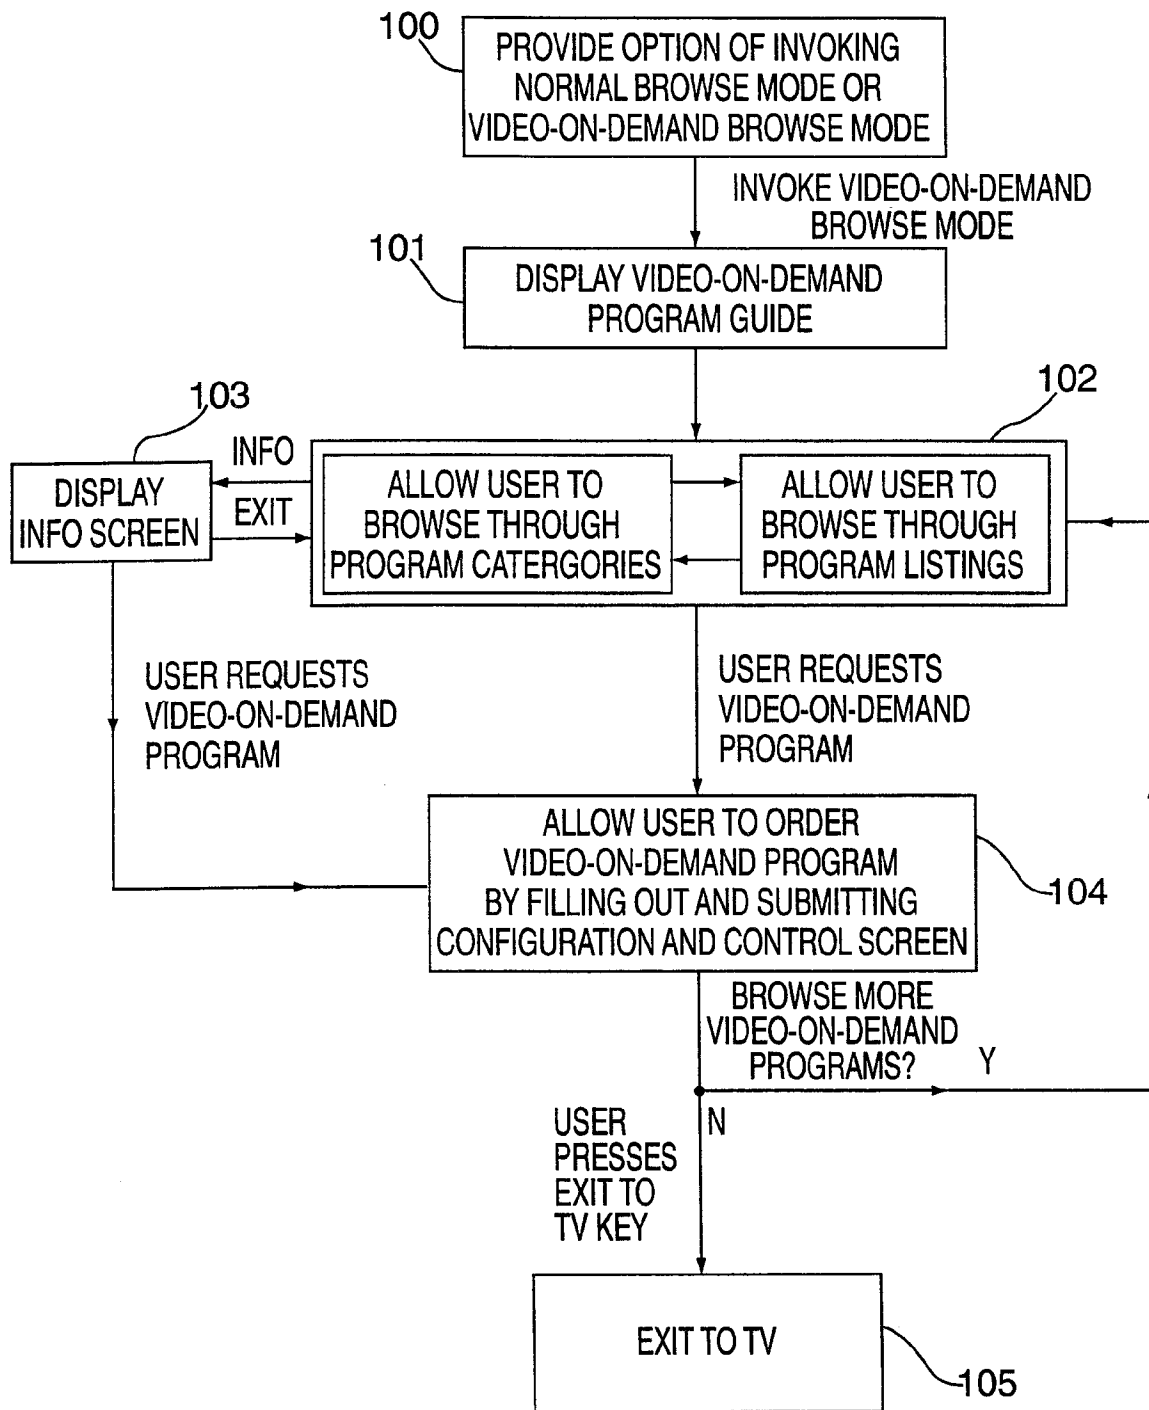 100
PROVIDE OPTION OF INVOKING
NORMAL BROWSE MODE OR
VIDEO-ON-DEMAND BROWSE MODE
INVOKE VIDEO-ON-DEMAND
BROWSE MODE
101
DISPLAY VIDEO-ON-DEMAND
PROGRAM GUIDE
102
103
INFO
EXIT
DISPLAY
INFO SCREEN
ALLOW USER TO
BROWSE THROUGH
PROGRAM CATERGORIES
ALLOW USER TO
BROWSE THROUGH
PROGRAM LISTINGS
USER REQUESTS
VIDEO-ON-DEMAND
PROGRAM
USER REQUESTS
VIDEO-ON-DEMAND
PROGRAM
ALLOW USER TO ORDER
VIDEO-ON-DEMAND PROGRAM
BY FILLING OUT AND SUBMITTING
CONFIGURATION AND CONTROL SCREEN
104
BROWSE MORE
VIDEO-ON-DEMAND
PROGRAMS?
Y
N
USER
PRESSES
EXIT TO
TV KEY
EXIT TO TV
105